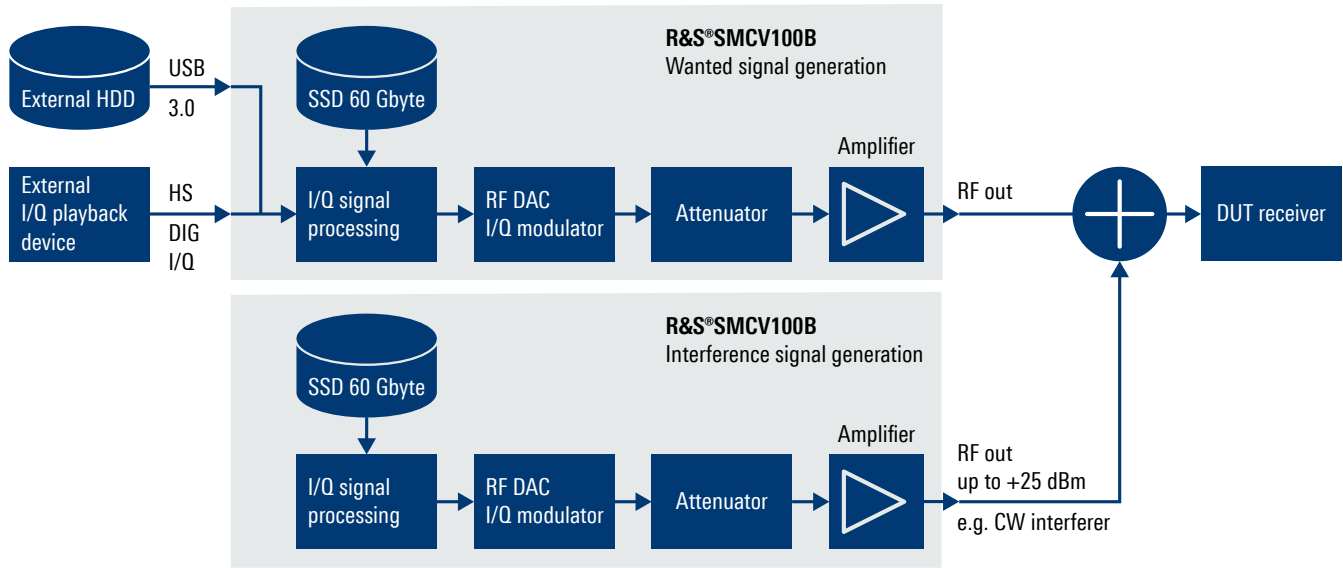 R&S®SMCV100B
Wanted signal generation
External HDD
USB
3.0
SSD 60 Gbyte
External
I/Q playback
device
HS
DIG
I/Q
I/Q signal
processing
RF DAC
I/Q modulator
Attenuator
Amplifier
RF out
DUT receiver
R&S®SMCV100B
Interference signal generation
SSD 60 Gbyte
I/Q signal
processing
RF DAC
I/Q modulator
Attenuator
Amplifier
RF out
up to +25 dBm
e.g. CW interferer